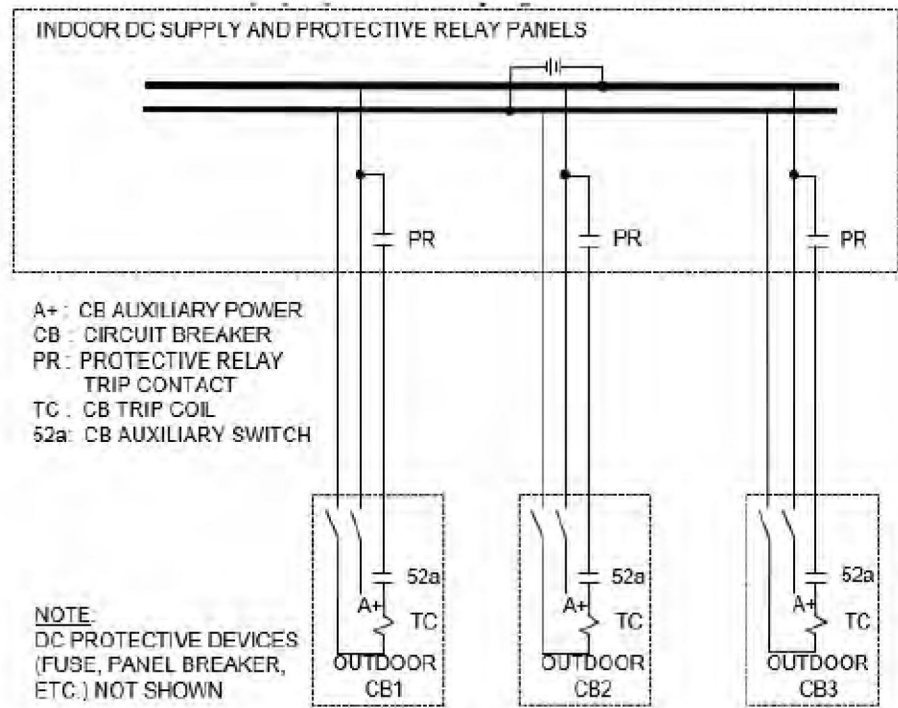 INDOOR DC SUPPLY AND PROTECTIVE RELAY PANELS
PR
PR
PR
A+: CB AUXILIARY POWER
CB : CIRCUIT BREAKER
PR : PROTECTIVE RELAY
TRIP CONTACT
TC : CB TRIP COIL
52a: CB AUXILIARY SWITCH
52a
52a
52a
A+
TC
A+
TC
A+
TC
NOTE:
DC PROTECTIVE DEVICES
(FUSE, PANEL BREAKER,
ETC.) NOT SHOWN
OUTDOOR
CB1
OUTDOOR
CB2
OUTDOOR
CB3